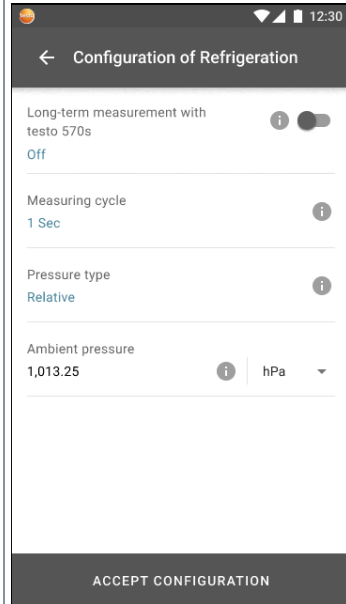 testo
12:30
Configuration of Refrigeration
Long-term measurement with
testo 570s
Off
Measuring cycle
1 Sec
Pressure type
Relative
Ambient pressure
1,013.25
hPa
ACCEPT CONFIGURATION